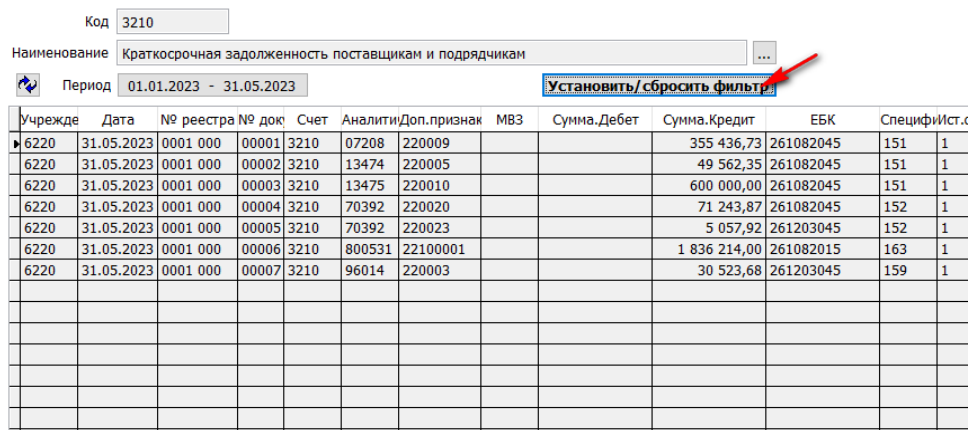 Код 3210
Наименование Краткосрочная задолженность поставщикам и подрядчикам ...
Период 01.01.2023 - 31.05.2023 Установить/сбросить фильтр
Учрежде Дата № реестра № док Счет Аналити Доп.признак МВЗ Сумма.Дебет Сумма.Кредит ЕБК Специфи Ист.
6220 31.05.2023 0001 000 00001 3210 07208 220009 355 436,73 261082045 151 1
6220 31.05.2023 0001 000 00002 3210 13474 220005 49 562,35 261082045 151 1
6220 31.05.2023 0001 000 00003 3210 13475 220010 600 000,00 261082045 151 1
6220 31.05.2023 0001 000 00004 3210 70392 220020 71 243,87 261082045 152 1
6220 31.05.2023 0001 000 00005 3210 70392 220023 5 057,92 261203045 152 1
6220 31.05.2023 0001 000 00006 3210 800531 22100001 1 836 214,00 261082015 163 1
6220 31.05.2023 0001 000 00007 3210 96014 220003 30 523,68 261203045 159 1